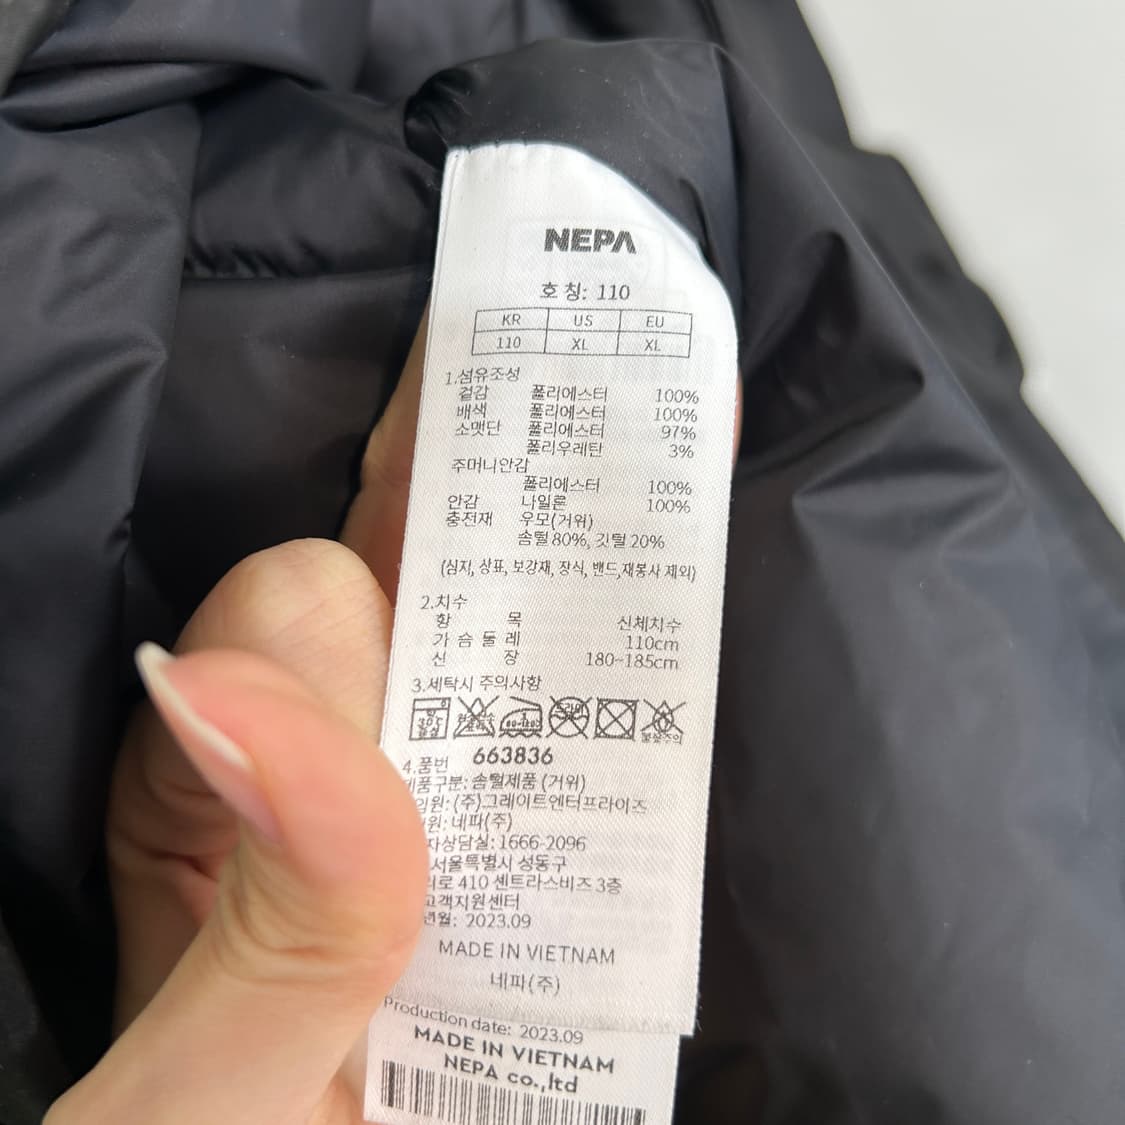 NEPA
호 칭: 110
KR US EU
110 XL XL
1.섬유조성
겉감 폴리에스터 100%
배색 폴리에스터 100%
소맷단 폴리에스터 97%
폴리우레탄 3%
주머니안감
폴리에스터 100%
안감 나일론 100%
충전재 우모(거위)
솜털 80%, 깃털 20%
(심지, 상표, 보강재, 장식, 밴드,재봉사 제외)
2.치수
항 목 신체치수
가 슴 둘 레 110cm
신 장 180~185cm
3.세탁시 주의사항
4.품번 663836
제품구분: 솜털제품 (거위)
임원: (주)그레이트엔터프라이즈
원: 네파(주)
자상담실: 1666-2096
서울특별시 성동구
로 410 센트라스비즈 3층
고객지원센터
년월: 2023.09
MADE IN VIETNAM
네파(주)
Production date: 2023.09
MADE IN VIETNAM
NEPA co.,ltd